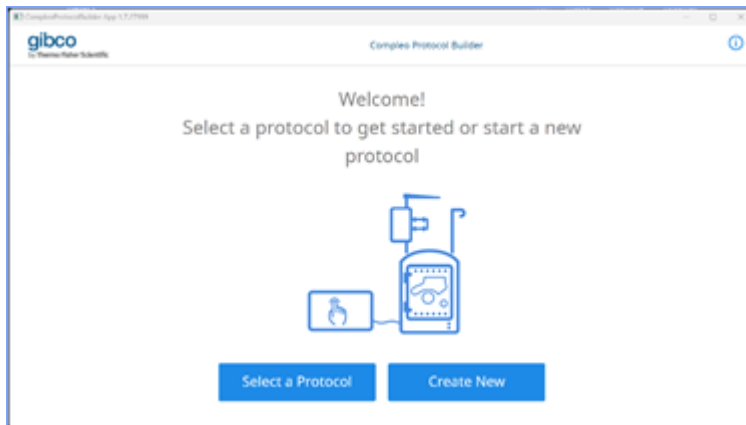 gibco
by Thermo Fisher Scientific
Compleo Protocol Builder
Welcome!
Select a protocol to get started or start a new
protocol
Select a Protocol
Create New